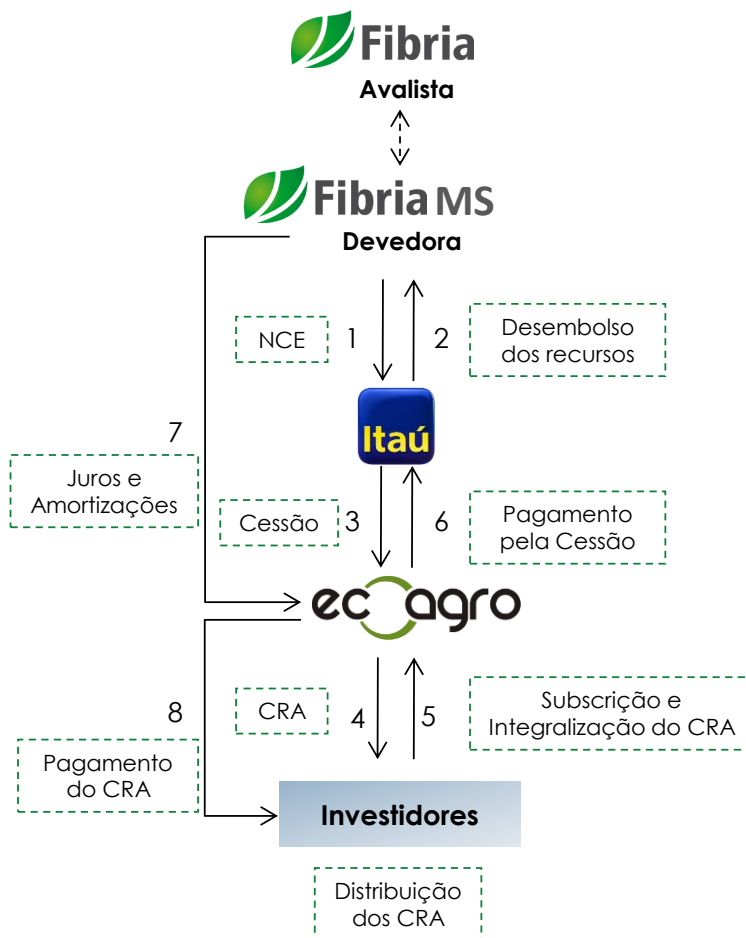 Fibria
Avalista
Fibria MS
Devedora
NCE
1
2
Desembolso
dos recursos
Itaú
7
Juros e
Amortizações
Cessão
3
6
Pagamento
pela Cessão
ecoagro
8
CRA
4
5
Subscrição e
Integralização do CRA
Pagamento
do CRA
Investidores
Distribuição
dos CRA